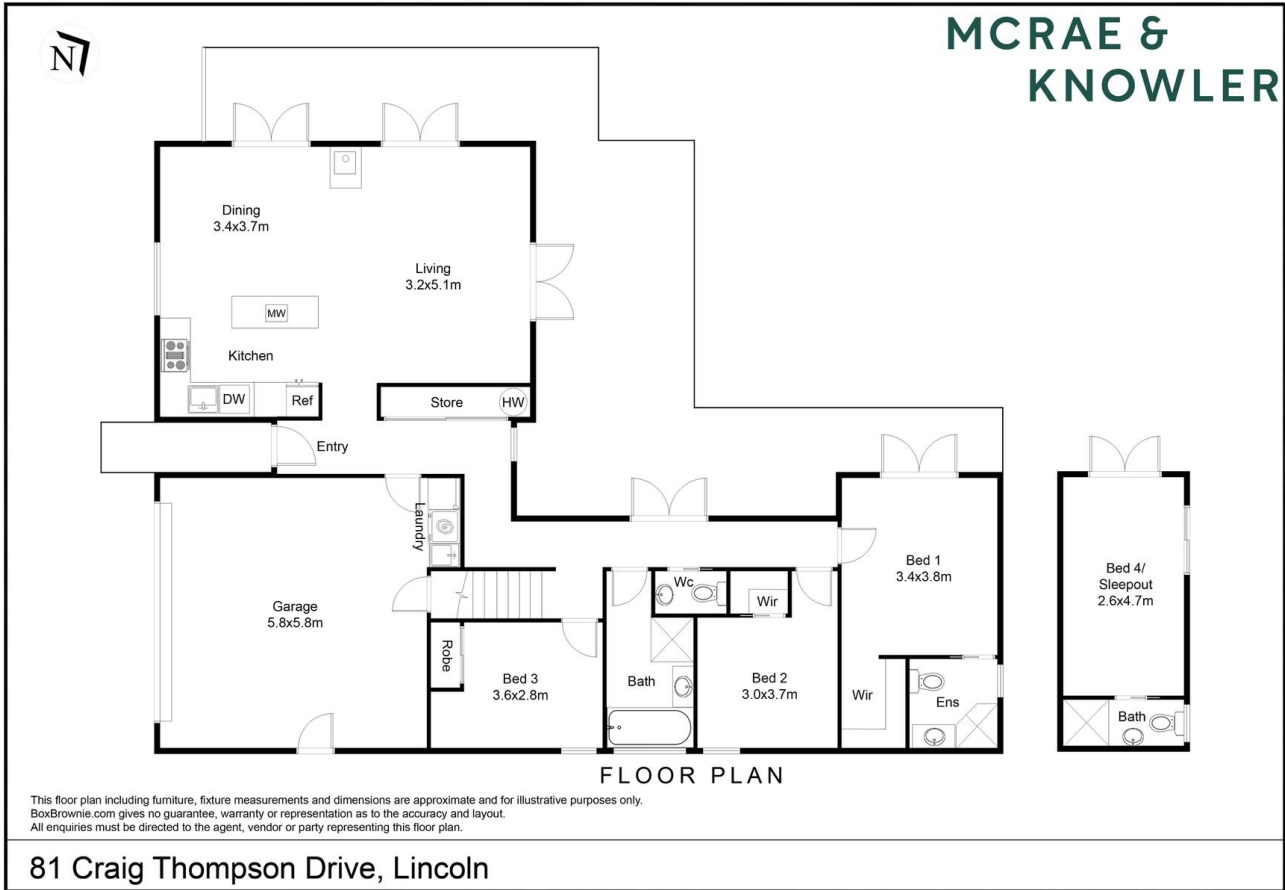 N
MCRAE &
KNOWLER
Dining
3.4x3.7m
Living
3.2x5.1m
MW
Kitchen
DW
Ref
Store
HW
Entry
Laundry
Garage
5.8x5.8m
Robe
Bed 3
3.6x2.8m
Bath
Wc
Wir
Bed 2
3.0x3.7m
Bed 1
3.4x3.8m
Wir
Ens
Bed 4/
Sleepout
2.6x4.7m
Bath
FLOOR PLAN
This floor plan including furniture, fixture measurements and dimensions are approximate and for illustrative purposes only.
BoxBrownie.com gives no guarantee, warranty or representation as to the accuracy and layout.
All enquiries must be directed to the agent, vendor or party representing this floor plan.
81 Craig Thompson Drive, Lincoln